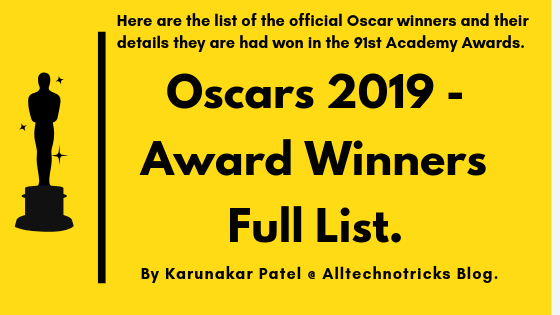 Here are the list of the official Oscar winners and their
details they are had won in the 91st Academy Awards.
Oscars 2019 -
Award Winners
Full List.
By Karunakar Patel @ Alltechnotricks Blog.